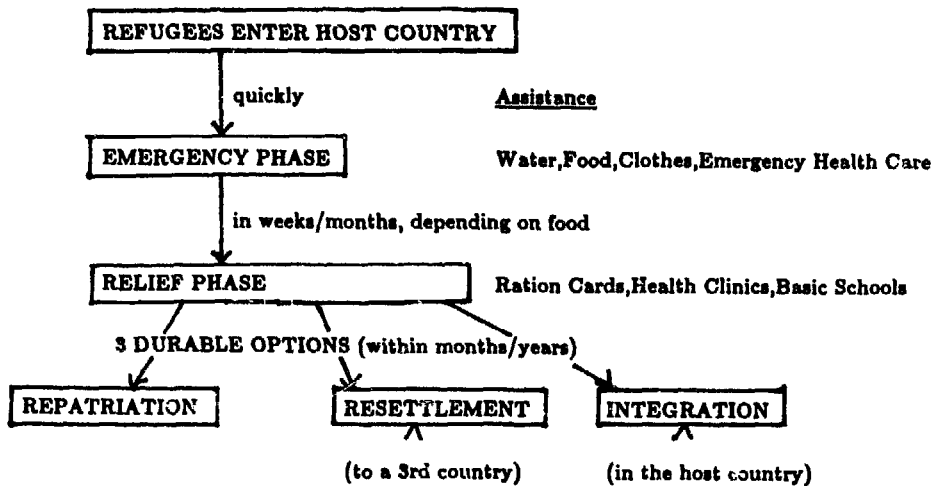 REFUGEES ENTER HOST COUNTRY
quickly
Assistance
EMERGENCY PHASE
Water,Food,Clothes,Emergency Health Care
in weeks/months, depending on food
RELIEF PHASE
Ration Cards,Health Clinics,Basic Schools
3 DURABLE OPTIONS (within months/years)
REPATRIATION
RESETTLEMENT
INTEGRATION
(to a 3rd country)
(in the host country)